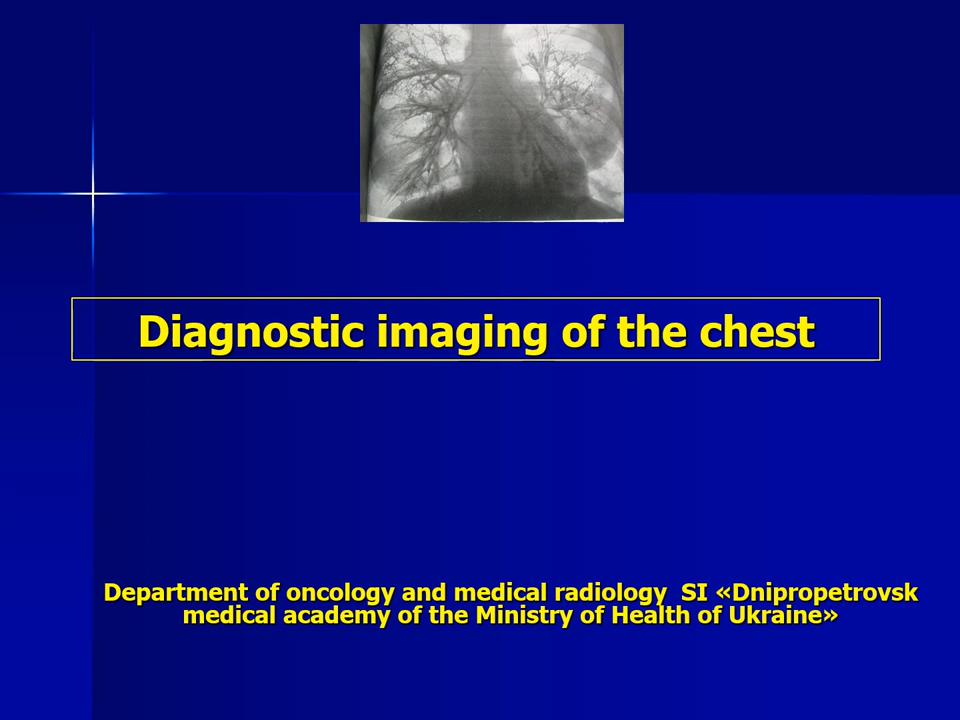 Diagnostic imaging of the chest
Department of oncology and medical radiology SI «Dnipropetrovsk
medical academy of the Ministry of Health of Ukraine»